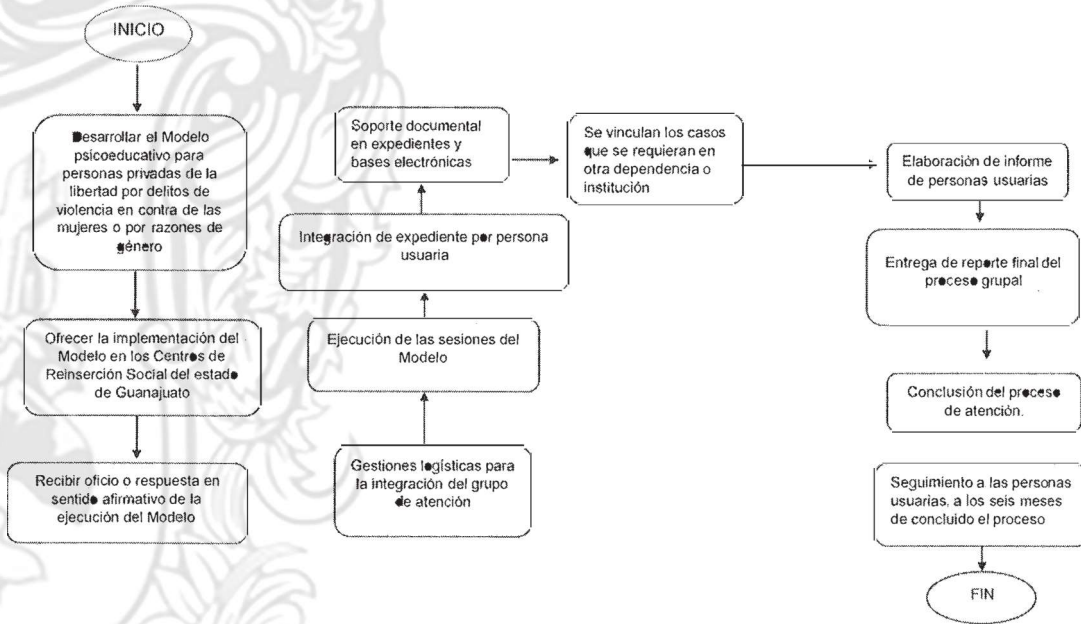 INICIO
Desarrollar el Modelo
psicoeducativo para
personas privadas de la
libertad por delitos de
violencia en contra de las
mujeres o por razones de
género
Ofrecer la implementación del
Modelo en los Centros de
Reinserción Social del estado
de Guanajuato
Recibir oficio o respuesta en
sentido afirmativo de la
ejecución del Modelo
Gestiones logísticas para
la integración del grupo
de atención
Ejecución de las sesiones del
Modelo
Integración de expediente por persona
usuaria
Soporte documental
en expedientes y
bases electrónicas
Se vinculan los casos
que se requieran en
otra dependencia o
institución
Elaboración de informe
de personas usuarias
Entrega de reporte final del
proceso grupal
Conclusión del proceso
de atención.
Seguimiento a las personas
usuarias, a los seis meses
de concluido el proceso
FIN